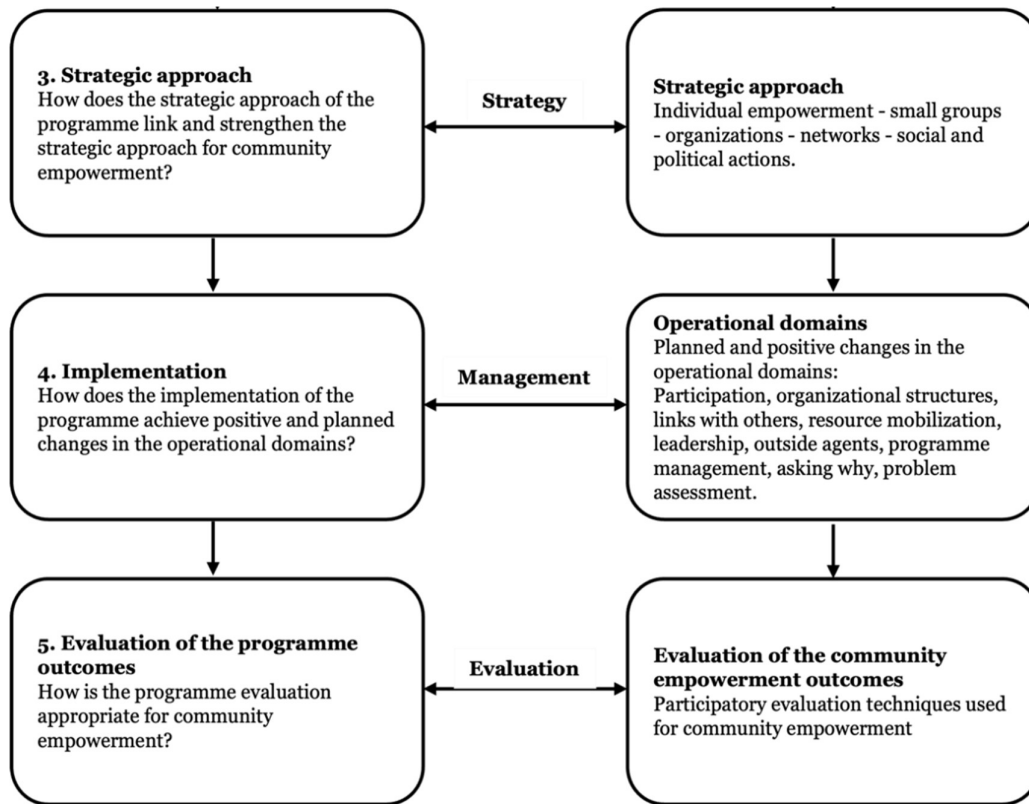 3. Strategic approach
How does the strategic approach of the
programme link and strengthen the
strategic approach for community
empowerment?
Strategy
Strategic approach
Individual empowerment - small groups
- organizations - networks - social and
political actions.
4. Implementation
How does the implementation of the
programme achieve positive and planned
changes in the operational domains?
Management
Operational domains
Planned and positive changes in the
operational domains:
Participation, organizational structures,
links with others, resource mobilization,
leadership, outside agents, programme
management, asking why, problem
assessment.
5. Evaluation of the programme
outcomes
How is the programme evaluation
appropriate for community
empowerment?
Evaluation
Evaluation of the community
empowerment outcomes
Participatory evaluation techniques used
for community empowerment